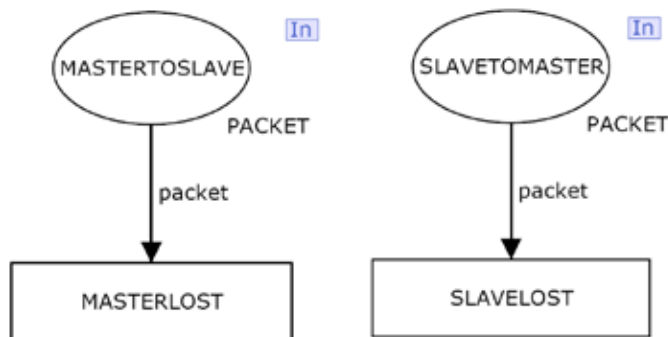 In
MASTERTOSLAVE
PACKET
packet
MASTERLOST
In
SLAVETOMASTER
PACKET
packet
SLAVELOST